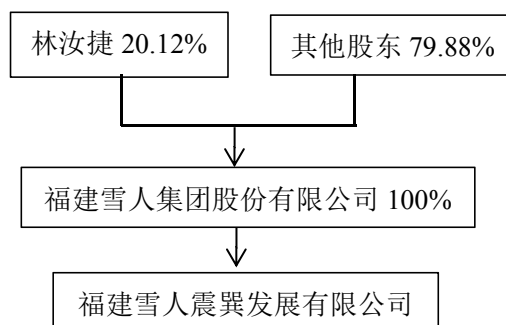 林汝捷 20.12%
其他股东 79.88%
福建雪人集团股份有限公司 100%
福建雪人震巽发展有限公司